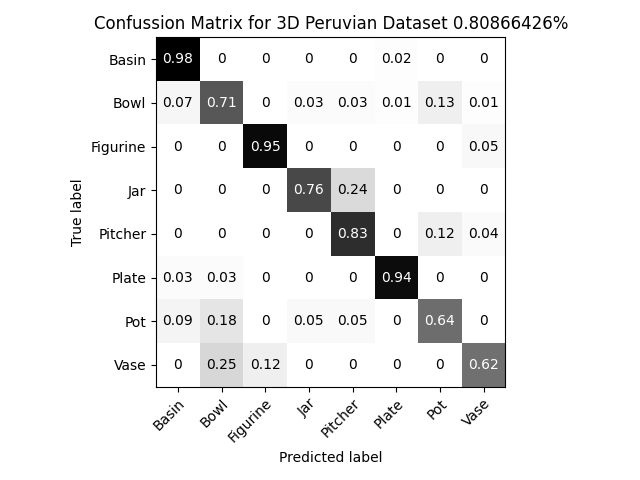 Confussion Matrix for 3D Peruvian Dataset 0.80866426%
Basin 0.98 0 0 0 0 0.02 0 0
Bowl 0.07 0.71 0 0.03 0.03 0.01 0.13 0.01
Figurine 0 0 0.95 0 0 0 0 0.05
Jar 0 0 0 0.76 0.24 0 0 0
Pitcher 0 0 0 0 0.83 0 0.12 0.04
Plate 0.03 0.03 0 0 0 0.94 0 0
Pot 0.09 0.18 0 0.05 0.05 0 0.64 0
Vase 0 0.25 0.12 0 0 0 0 0.62
True label
Basin Bowl Figurine Jar Pitcher Plate Pot Vase
Predicted label